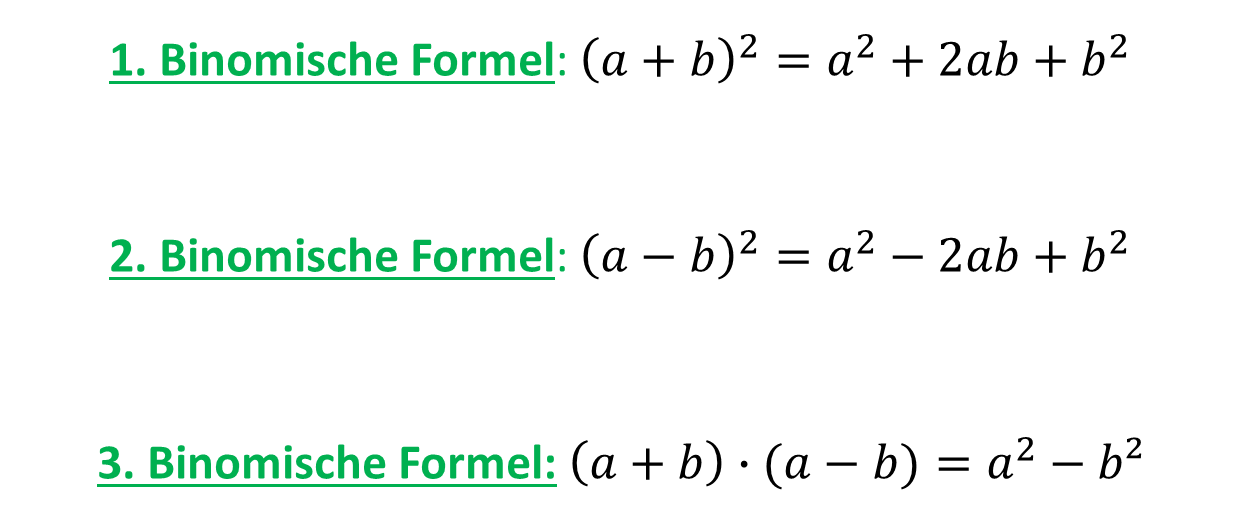 1. Binomische Formel: (a + b)² = a² + 2ab + b²
2. Binomische Formel: (a − b)² = a² − 2ab + b²
3. Binomische Formel: (a + b) · (a − b) = a² − b²